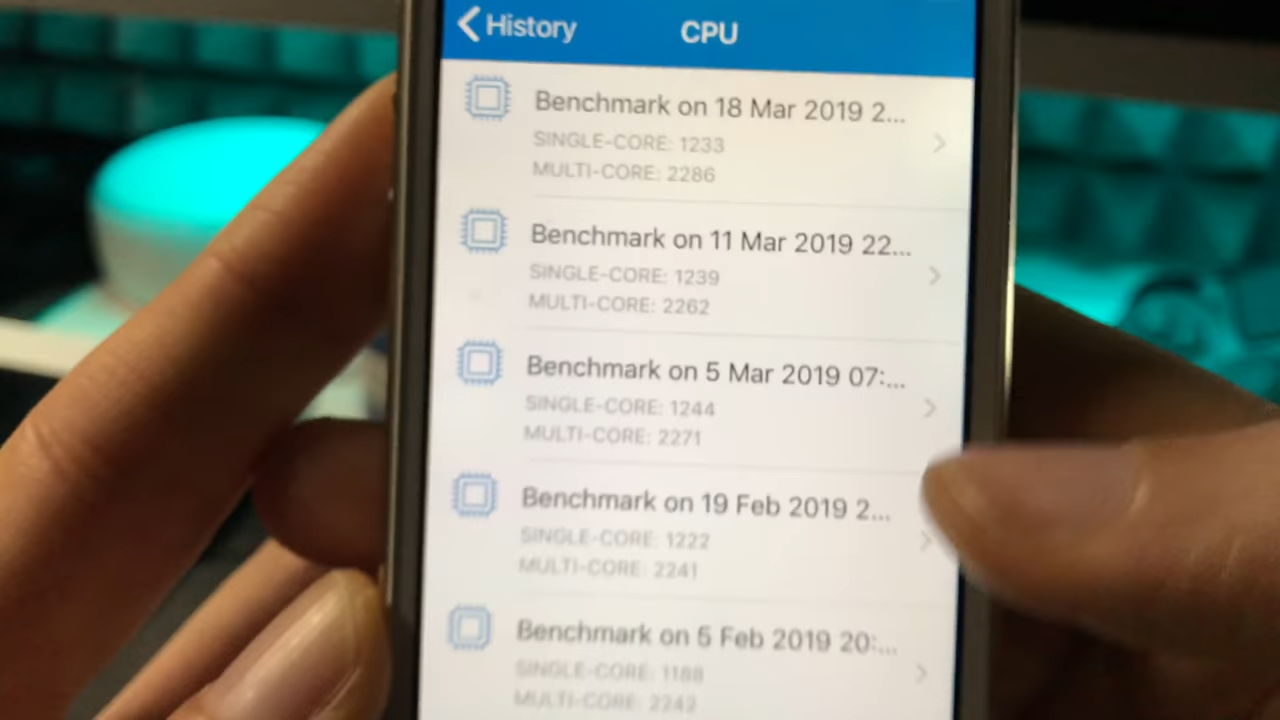 History
CPU
Benchmark on 18 Mar 2019 2...
SINGLE-CORE: 1233
MULTI-CORE: 2286
Benchmark on 11 Mar 2019 22...
SINGLE-CORE: 1239
MULTI-CORE: 2262
Benchmark on 5 Mar 2019 07:...
SINGLE-CORE: 1244
MULTI-CORE: 2271
Benchmark on 19 Feb 2019 2...
SINGLE-CORE: 1222
MULTI-CORE: 2241
Benchmark on 5 Feb 2019 20:...
SINGLE-CORE: 1188
MULTI-CORE: 2243